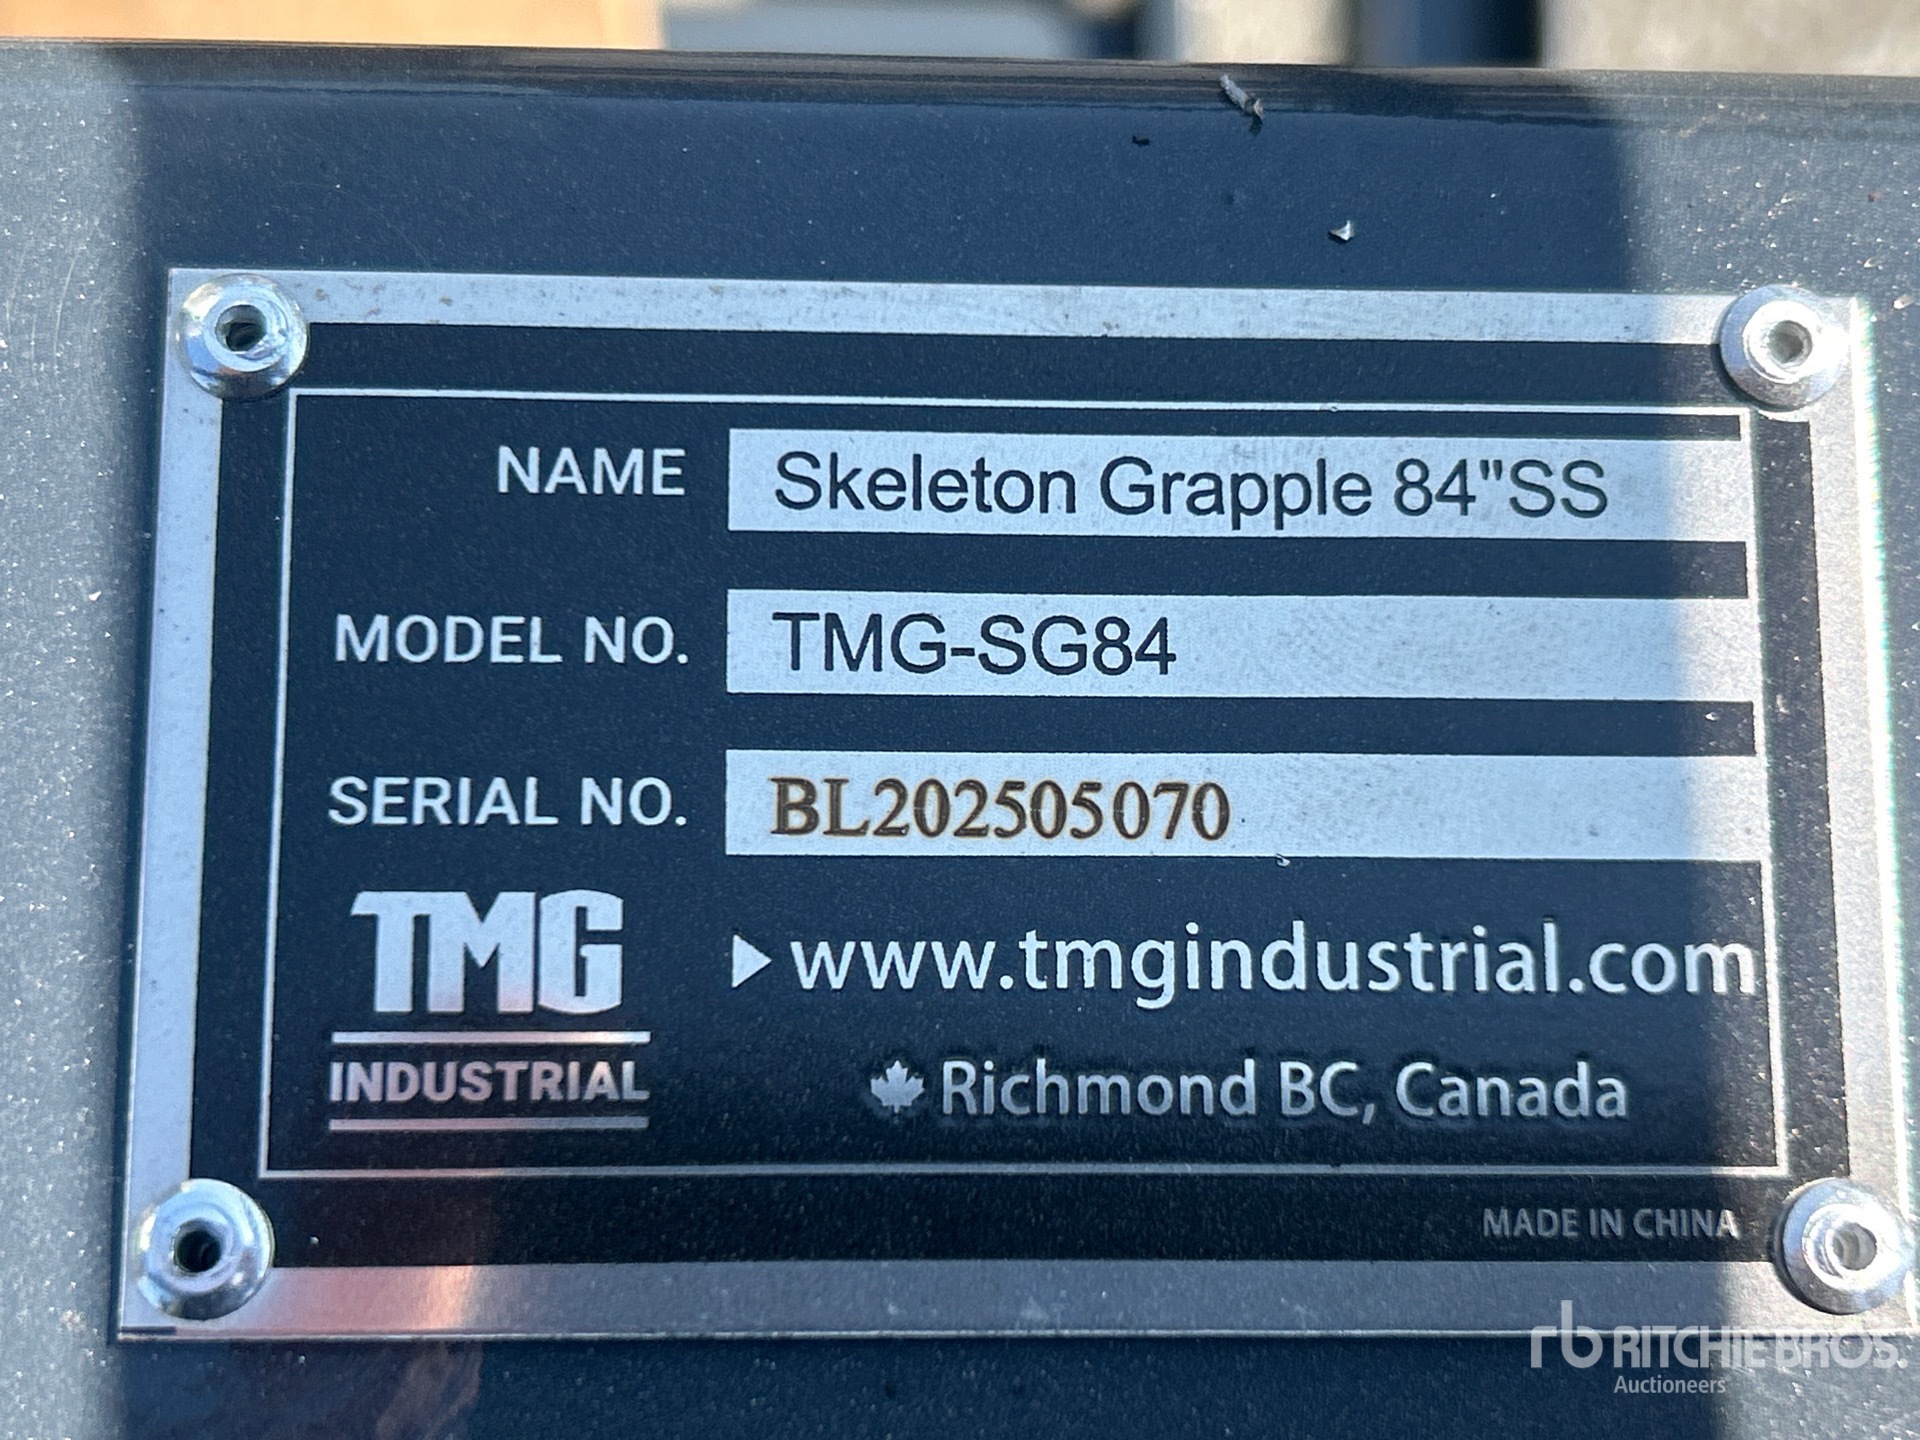 NAME Skeleton Grapple 84"SS
MODEL NO. TMG-SG84
SERIAL NO. BL202505070
TMG
INDUSTRIAL
www.tmgindustrial.com
Richmond BC, Canada
MADE IN CHINA
rb RITCHIE BROS.
Auctioneers